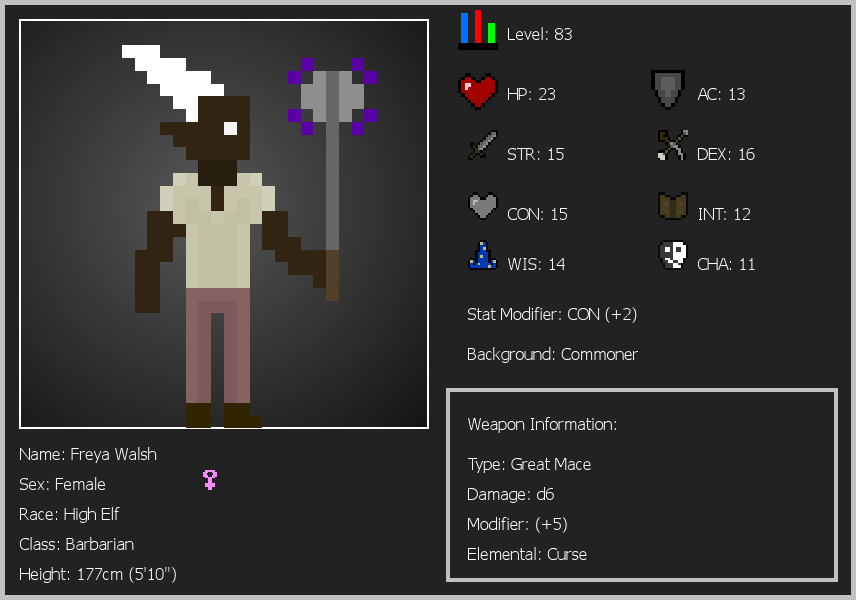 Level: 83
HP: 23
AC: 13
STR: 15
DEX: 16
CON: 15
INT: 12
WIS: 14
CHA: 11
Stat Modifier: CON (+2)
Background: Commoner
Weapon Information:
Type: Great Mace
Damage: d6
Modifier: (+5)
Elemental: Curse
Name: Freya Walsh
Sex: Female
Race: High Elf
Class: Barbarian
Height: 177cm (5'10")